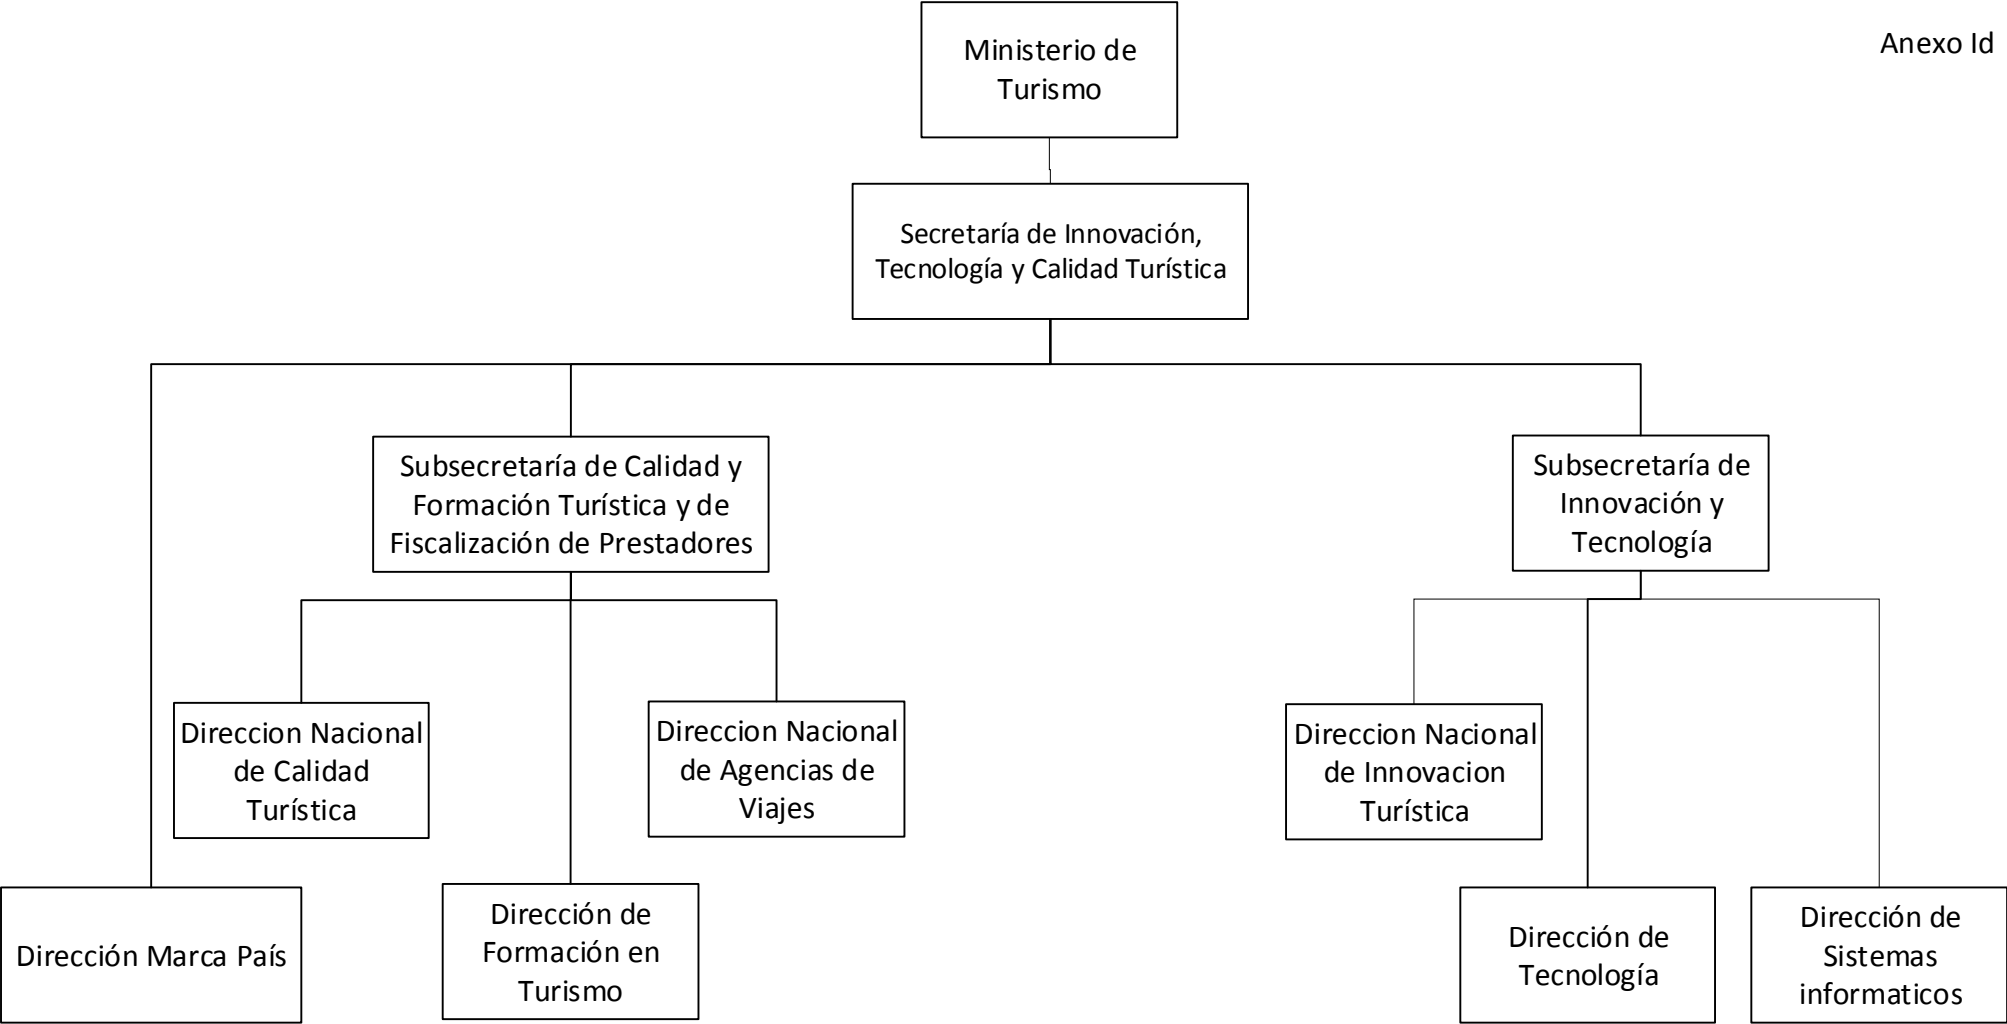 Anexo Id
Ministerio de
Turismo
Secretaría de Innovación,
Tecnología y Calidad Turística
Subsecretaría de Calidad y
Formación Turística y de
Fiscalización de Prestadores
Subsecretaría de
Innovación y
Tecnología
Direccion Nacional
de Calidad
Turística
Direccion Nacional
de Agencias de
Viajes
Direccion Nacional
de Innovacion
Turística
Dirección Marca País
Dirección de
Formación en
Turismo
Dirección de
Tecnología
Dirección de
Sistemas
informaticos